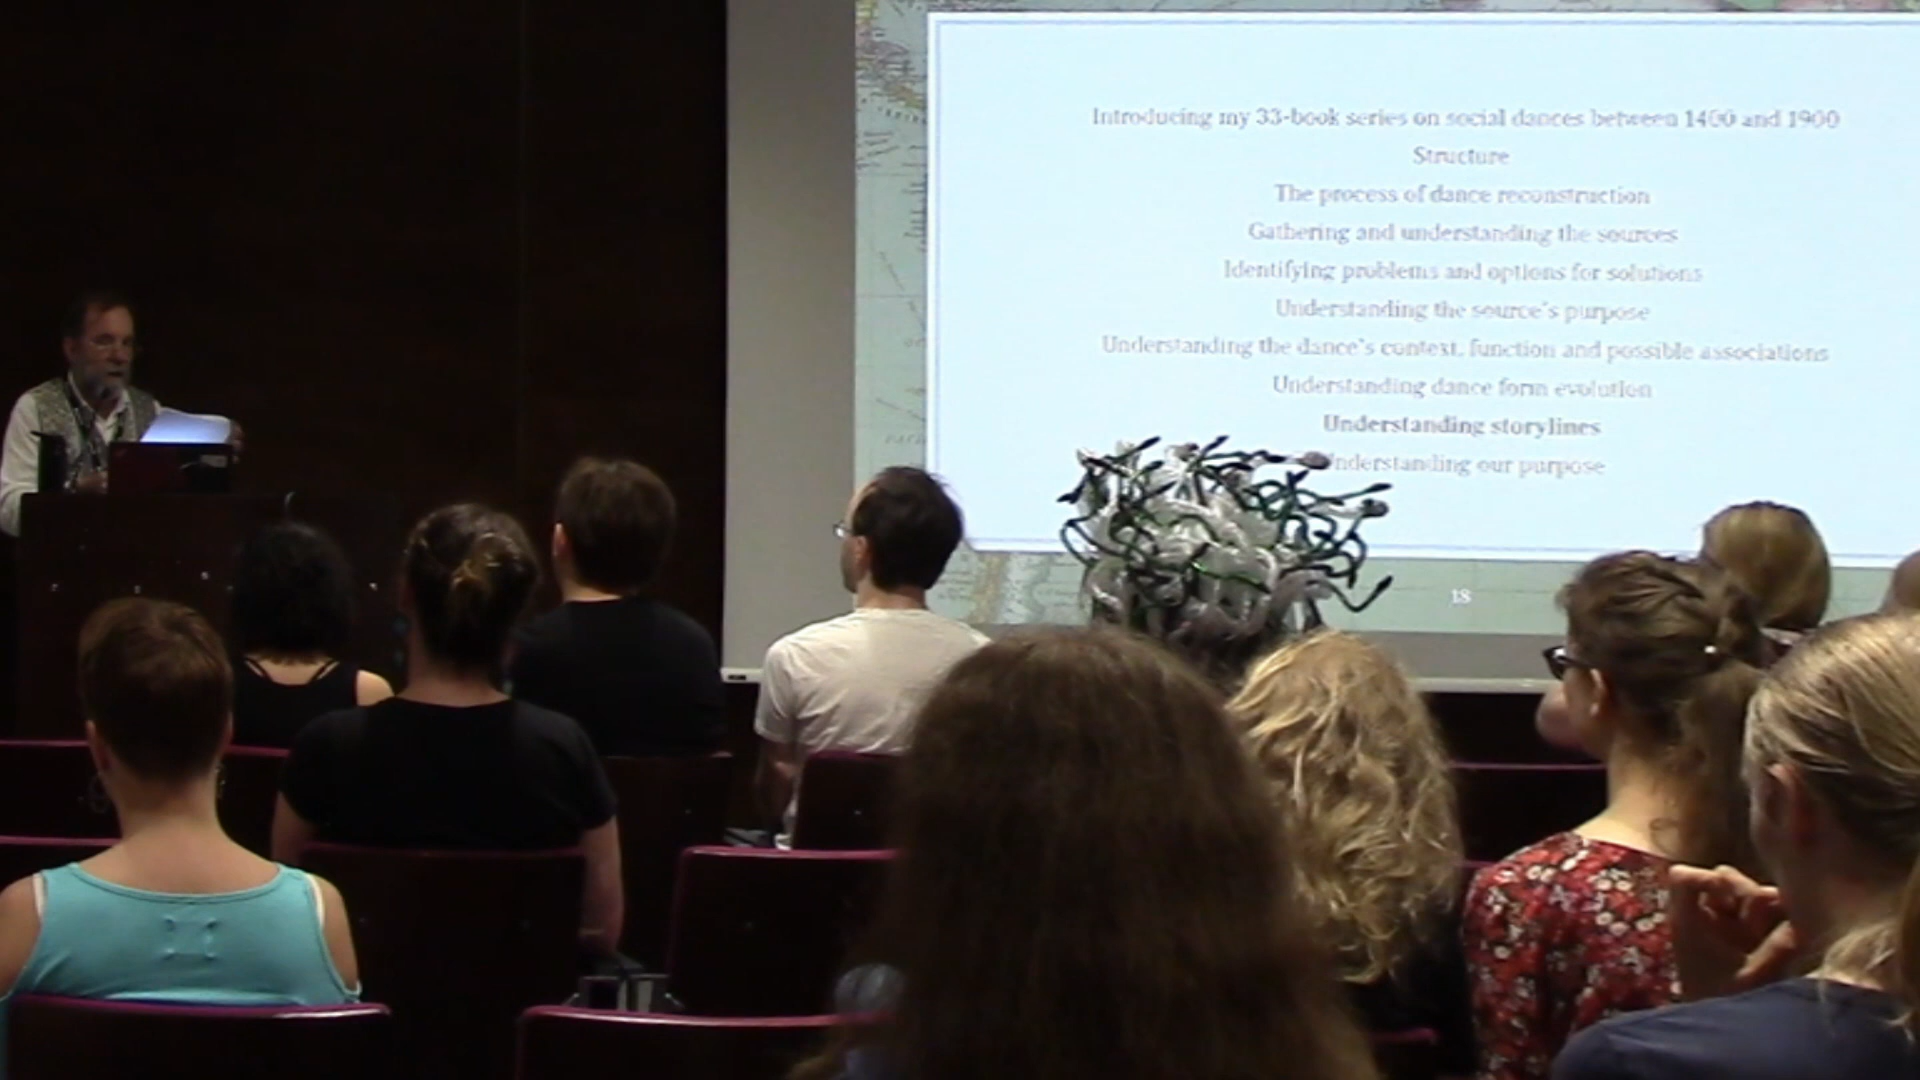 Introducing my 33-book series on social dances between 1400 and 1900
Structure
The process of dance reconstruction
Gathering and understanding the sources
Identifying problems and options for solutions
Understanding the source's purpose
Understanding the dance's context, function and possible associations
Understanding dance form evolution
Understanding storylines
nderstanding our purpose
18